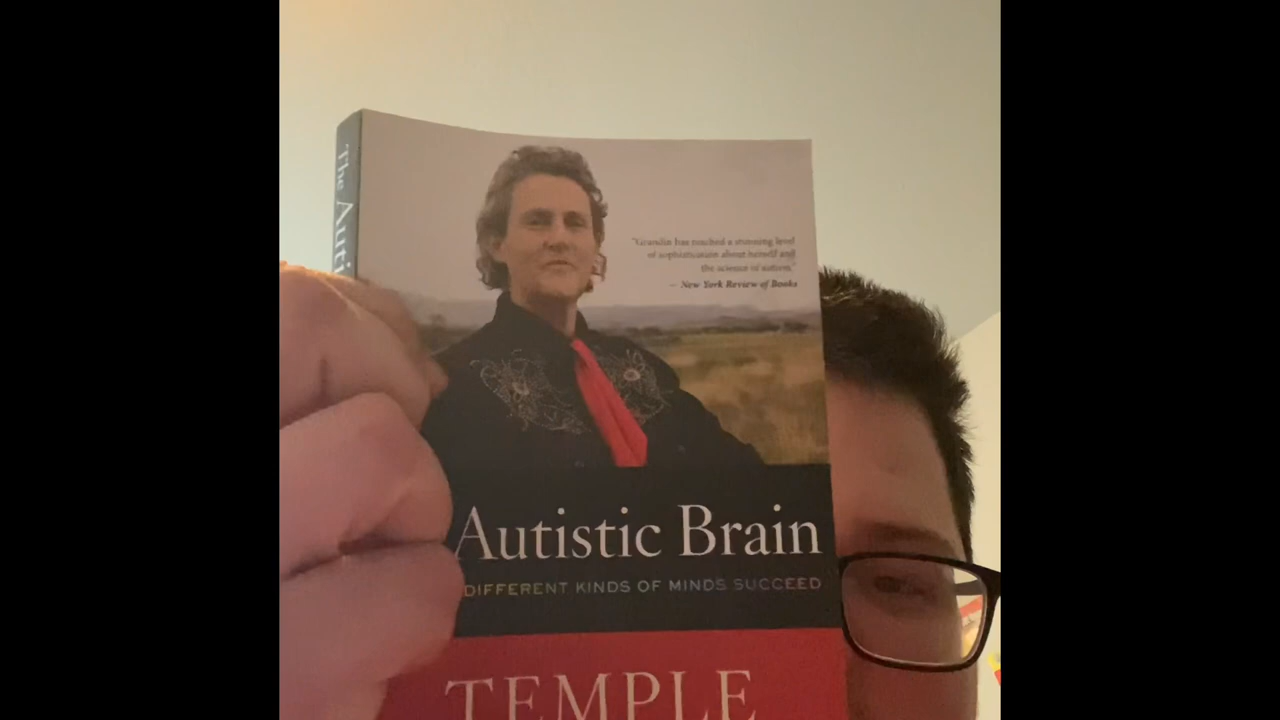 The Auti
"Grandin has reached a stunning level
of sophistication about herself and
the science of autism."
— New York Review of Books
Autistic Brain
DIFFERENT KINDS OF MINDS SUCCEED
TEMPLE